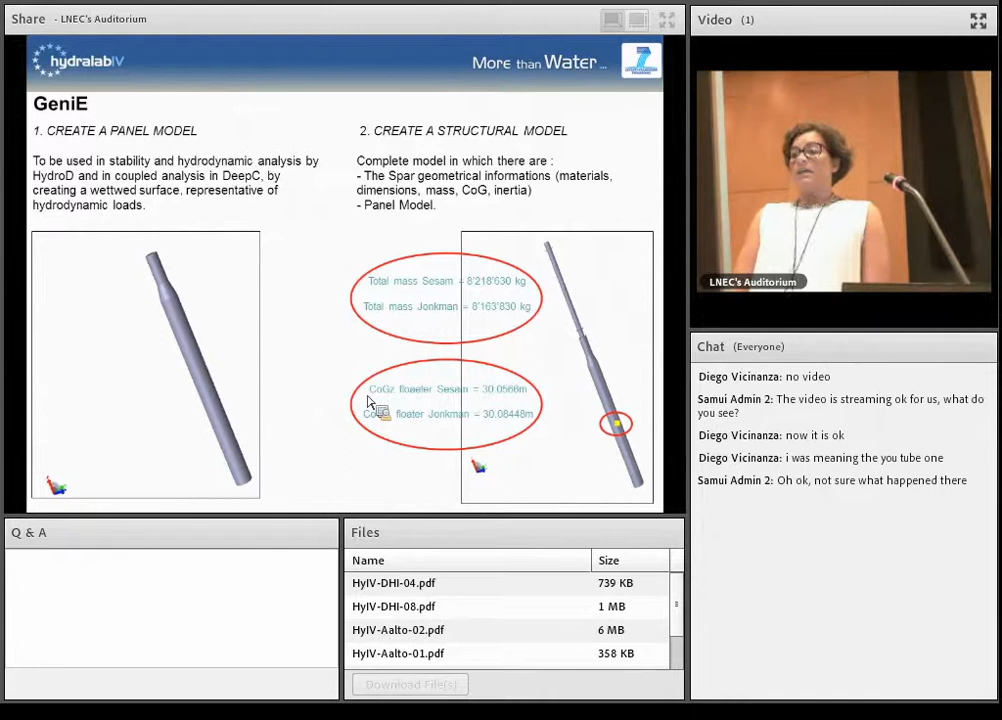 Share - LNEC's Auditorium
hydralabIV
More than Water...
7
GeniE
1. CREATE A PANEL MODEL
To be used in stability and hydrodynamic analysis by
HydroD and in coupled analysis in DeepC, by
creating a wettwed surface, representative of
hydrodynamic loads.
2. CREATE A STRUCTURAL MODEL
Complete model in which there are :
- The Spar geometrical informations (materials,
dimensions, mass, CoG, inertia)
- Panel Model.
Total mass Sesam = 8'218'630 kg
Total mass Jonkman = 8'163'830 kg
CoGz floaeter Sesam = 30.0566m
floater Jonkman = 30.08448m
Video (1)
LNEC's Auditorium
Chat (Everyone)
Diego Vicinanza: no video
Samui Admin 2: The video is streaming ok for us, what do
you see?
Diego Vicinanza: now it is ok
Diego Vicinanza: i was meaning the you tube one
Samui Admin 2: Oh ok, not sure what happened there
Q & A
Files
Name Size
HyIV-DHI-04.pdf 739 KB
HyIV-DHI-08.pdf 1 MB
HyIV-Aalto-02.pdf 6 MB
HyIV-Aalto-01.pdf 358 KB
Download File(s)